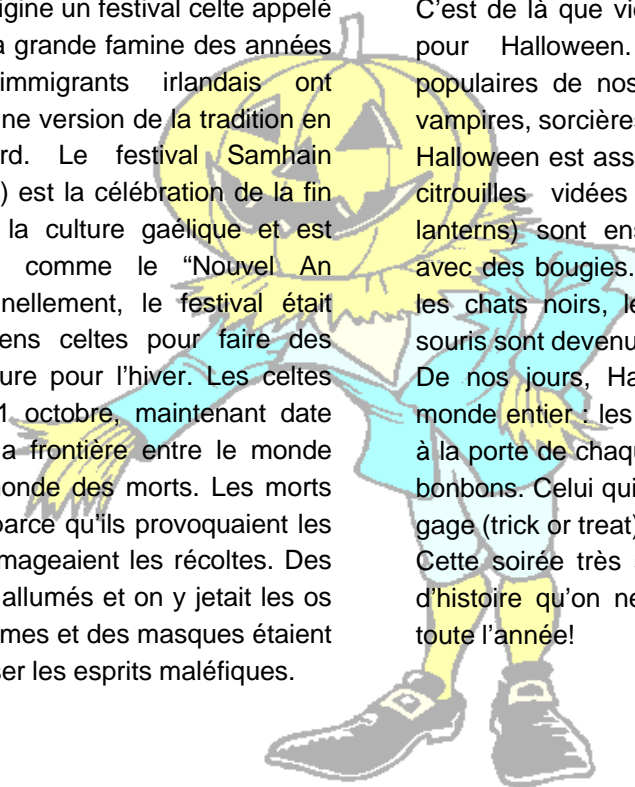 igine un festival celte appelé
a grande famine des années
immigrants irlandais ont
ne version de la tradition en
rd. Le festival Samhain
) est la célébration de la fin
la culture gaélique et est
comme le “Nouvel An
nellement, le festival était
ens celtes pour faire des
ure pour l’hiver. Les celtes
1 octobre, maintenant date
a frontière entre le monde
onde des morts. Les morts
parce qu’ils provoquaient les
mageaient les récoltes. Des
allumés et on y jetait les os
mes et des masques étaient
ser les esprits maléfiques.
C’est de là que vi
pour Halloween.
populaires de nos
vampires, sorcières
Halloween est ass
citrouilles vidées
lanterns) sont ens
avec des bougies.
les chats noirs, le
souris sont devenu
De nos jours, Ha
monde entier : les
à la porte de chaqu
bonbons. Celui qui
gage (trick or treat)
Cette soirée très
d’histoire qu’on ne
toute l’année!